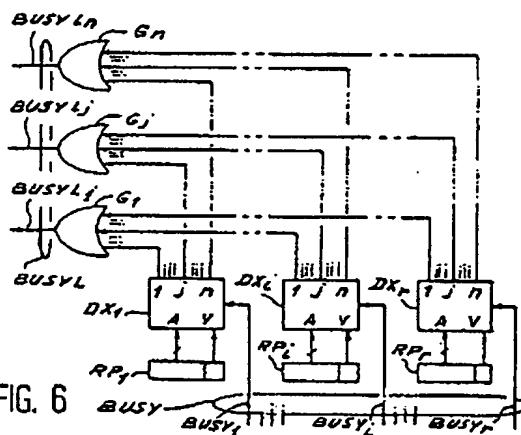 BUSYLn
Gn
BUSYLj
Gj
BUSYL1
G1
BUSYL
1 j n
DX1
A V
RP1
1 j n
DXi
A V
RPi
1 j n
DXr
A V
RPr
FIG. 6
BUSY
BUSY1
BUSYi
BUSYr